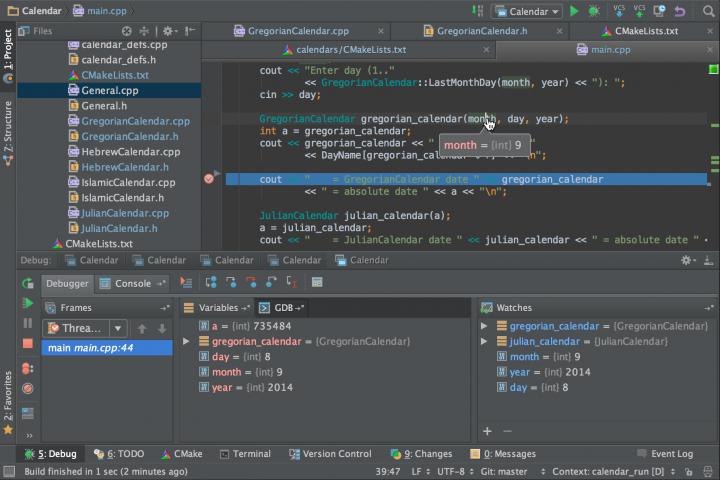 Calendar main.cpp
Calendar
VCS VCS
1: Project
7: Structure
2: Favorites
Files
calendar_defs.cpp
calendar_defs.h
CMakeLists.txt
General.cpp
General.h
GregorianCalendar.cpp
GregorianCalendar.h
HebrewCalendar.cpp
HebrewCalendar.h
IslamicCalendar.cpp
IslamicCalendar.h
JulianCalendar.cpp
JulianCalendar.h
CMakeLists.txt
GregorianCalendar.cpp GregorianCalendar.h CMakeLists.txt
calendars/CMakeLists.txt main.cpp
cout << "Enter day (1.."
<< GregorianCalendar::LastMonthDay(month, year) << "): ";
cin >> day;
GregorianCalendar gregorian_calendar(month, day, year);
int a = gregorian_calendar;
cout << gregorian_calendar << "
<< DayName[gregorian_c
month = {int} 9
cout << " = GregorianCalendar date " gregorian_calendar
<< " = absolute date " << a << "\n";
JulianCalendar julian_calendar(a);
a = julian_calendar;
cout << " = JulianCalendar date " << julian_calendar << " = absolute date "
Debug: Calendar Calendar Calendar Calendar Calendar
Debugger Console
Frames
Threa...
main main.cpp:44
Variables GDB
a = {int} 735484
gregorian_calendar = {GregorianCalendar}
day = {int} 8
month = {int} 9
year = {int} 2014
Watches
gregorian_calendar = {GregorianCalendar}
julian_calendar = {JulianCalendar}
month = {int} 9
year = {int} 2014
day = {int} 8
5: Debug 6: TODO CMake Terminal Version Control 9: Changes 0: Messages Event Log
Build finished in 1 sec (2 minutes ago) 39:47 LF UTF-8 Git: master Context: calendar_run [D]